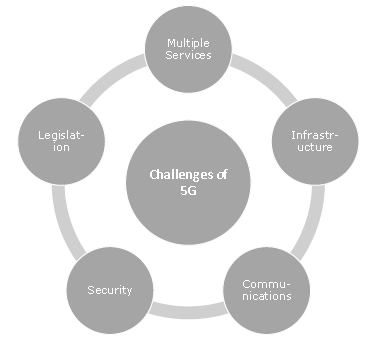 Multiple
Services
Legislat-
ion
Infrastr-
ucture
Challenges of
5G
Security
Commu-
nications